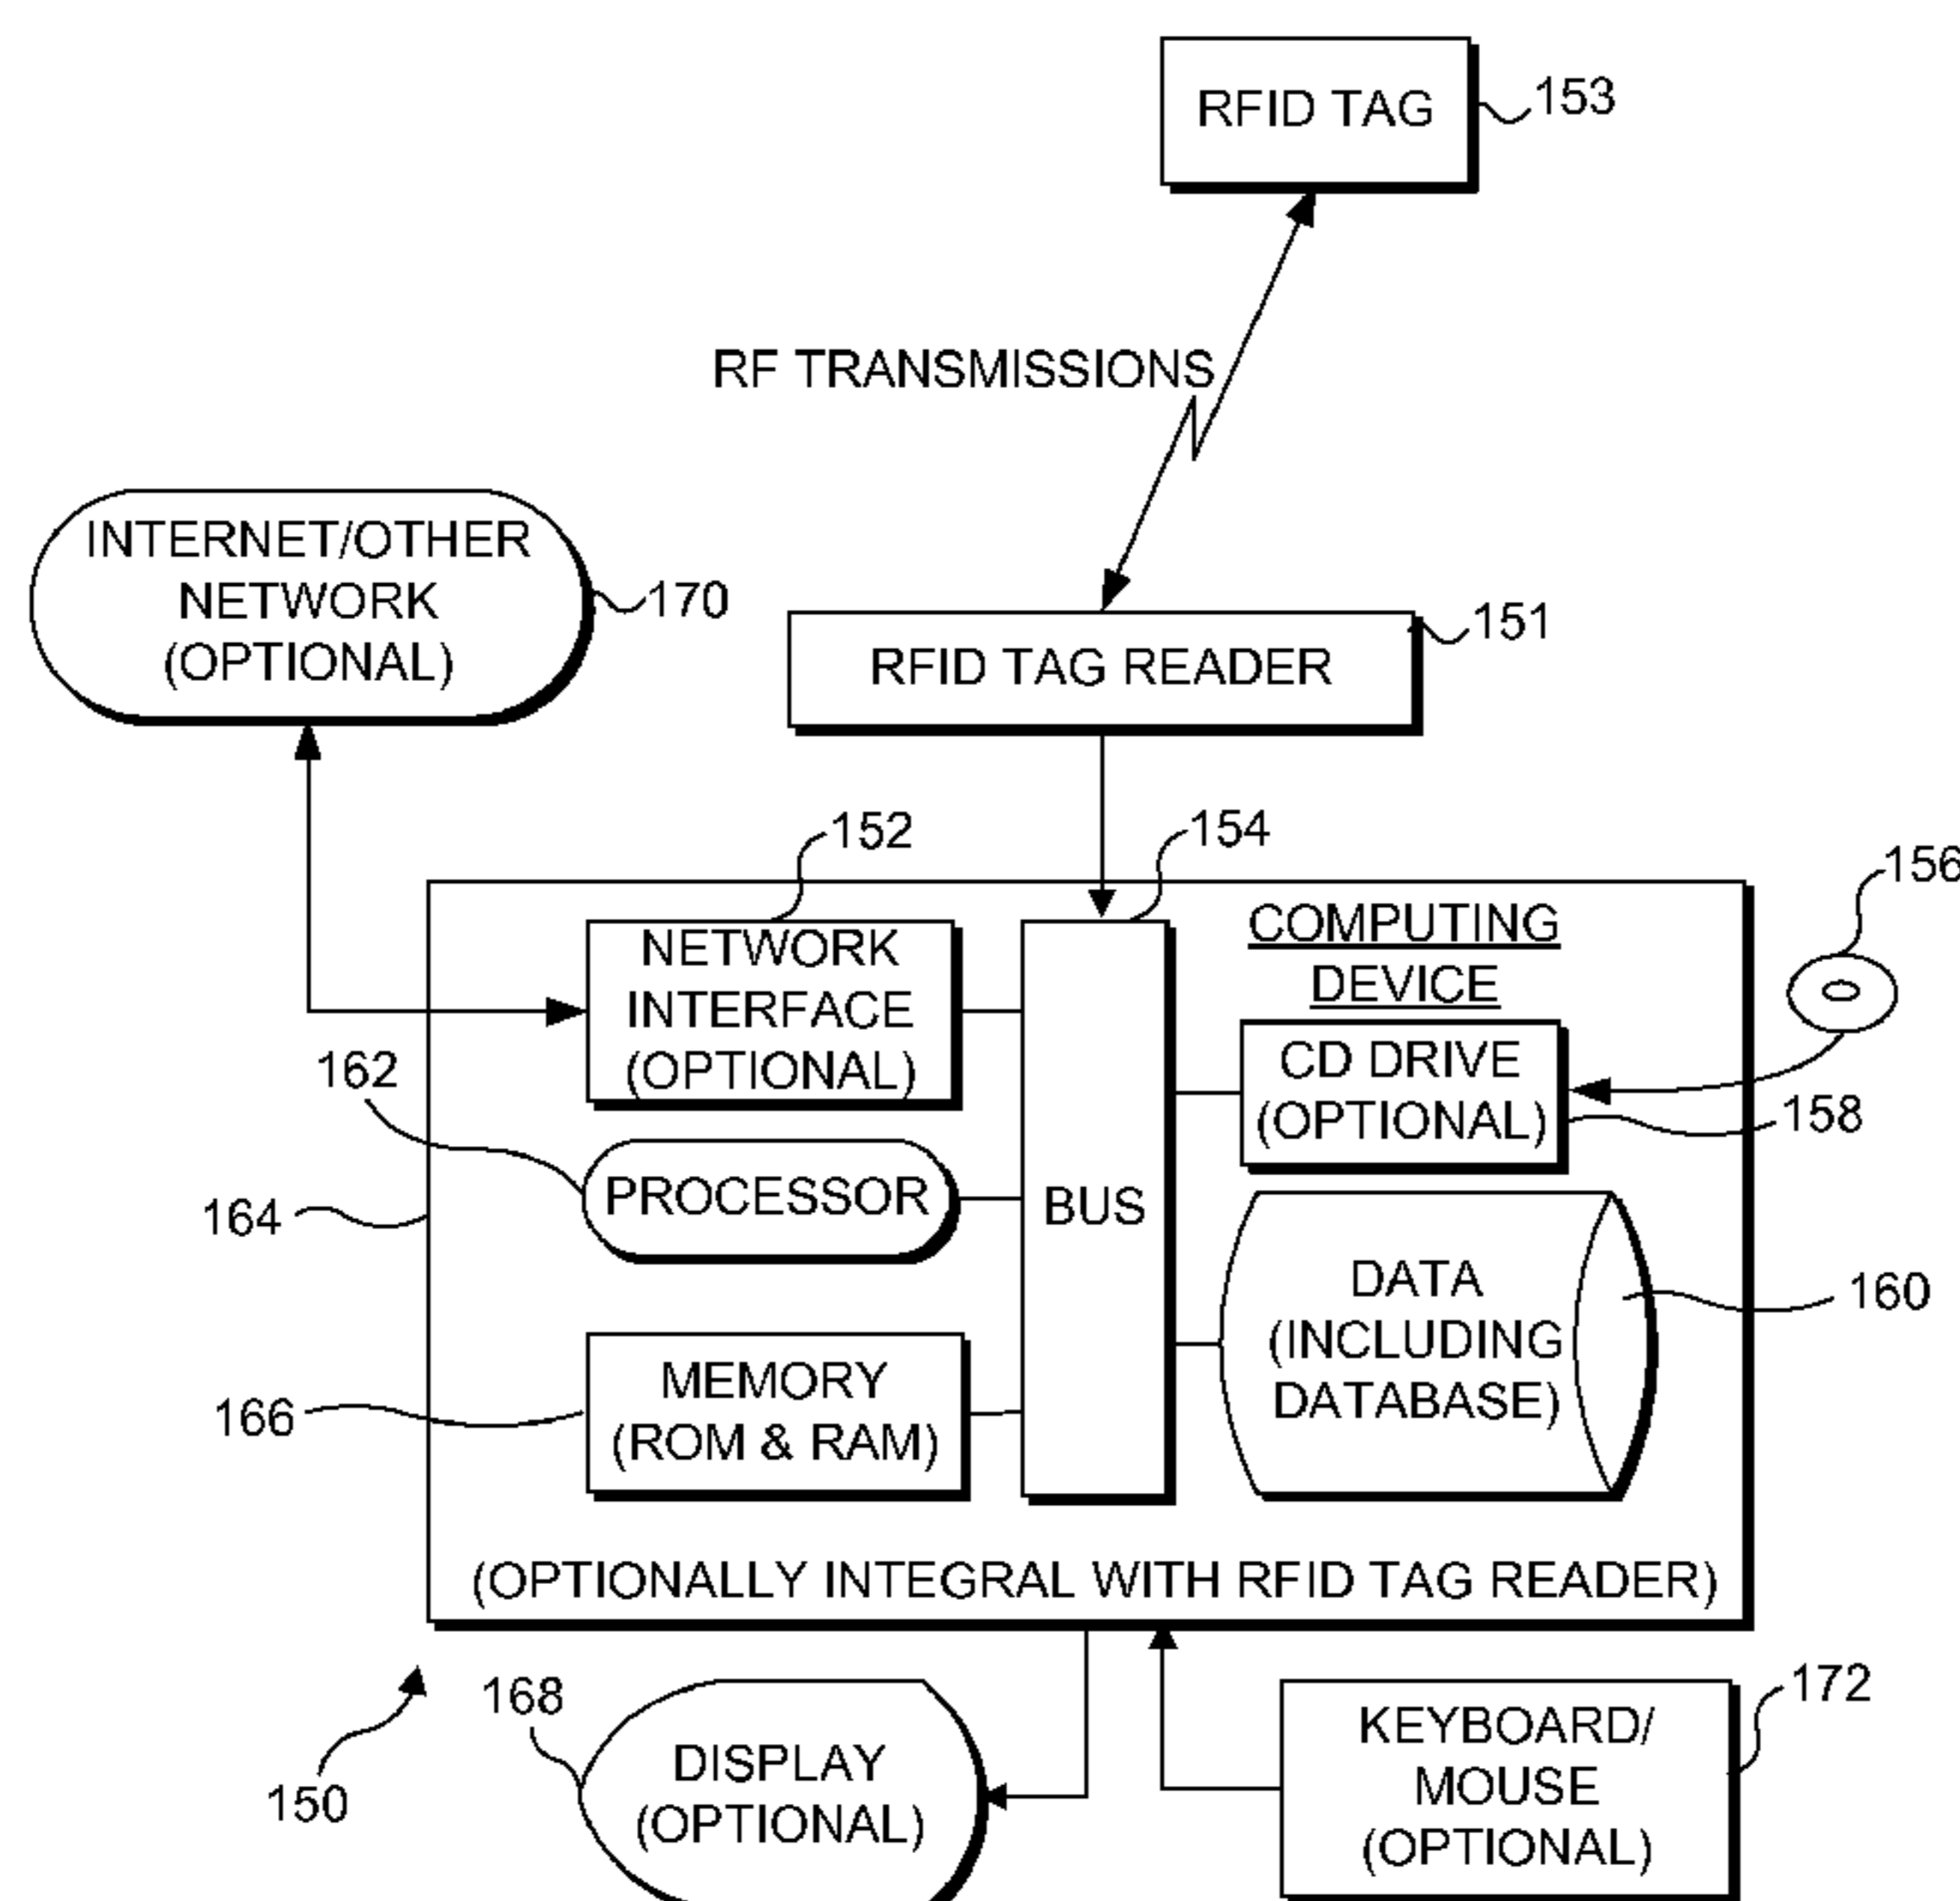 RFID TAG
153
RF TRANSMISSIONS
INTERNET/OTHER
NETWORK
(OPTIONAL)
170
151
RFID TAG READER
152
154
156
COMPUTING
DEVICE
NETWORK
INTERFACE
(OPTIONAL)
CD DRIVE
(OPTIONAL)
158
162
PROCESSOR
164
BUS
DATA
(INCLUDING
DATABASE)
160
MEMORY
(ROM & RAM)
166
(OPTIONALLY INTEGRAL WITH RFID TAG READER)
150
168
DISPLAY
(OPTIONAL)
KEYBOARD/
MOUSE
(OPTIONAL)
172